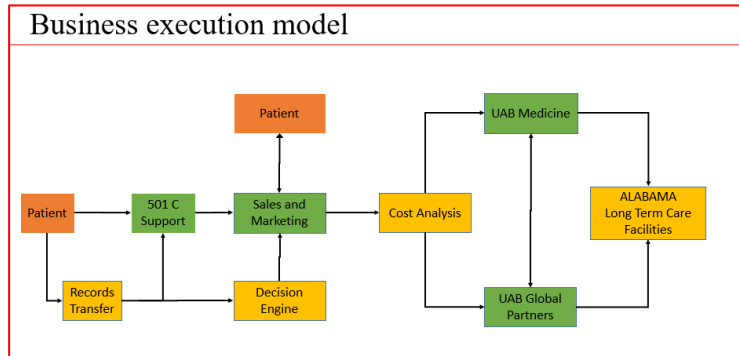 Business execution model
Patient
UAB Medicine
Patient
501 C
Support
Sales and
Marketing
Cost Analysis
ALABAMA
Long Term Care
Facilities
Records
Transfer
Decision
Engine
UAB Global
Partners